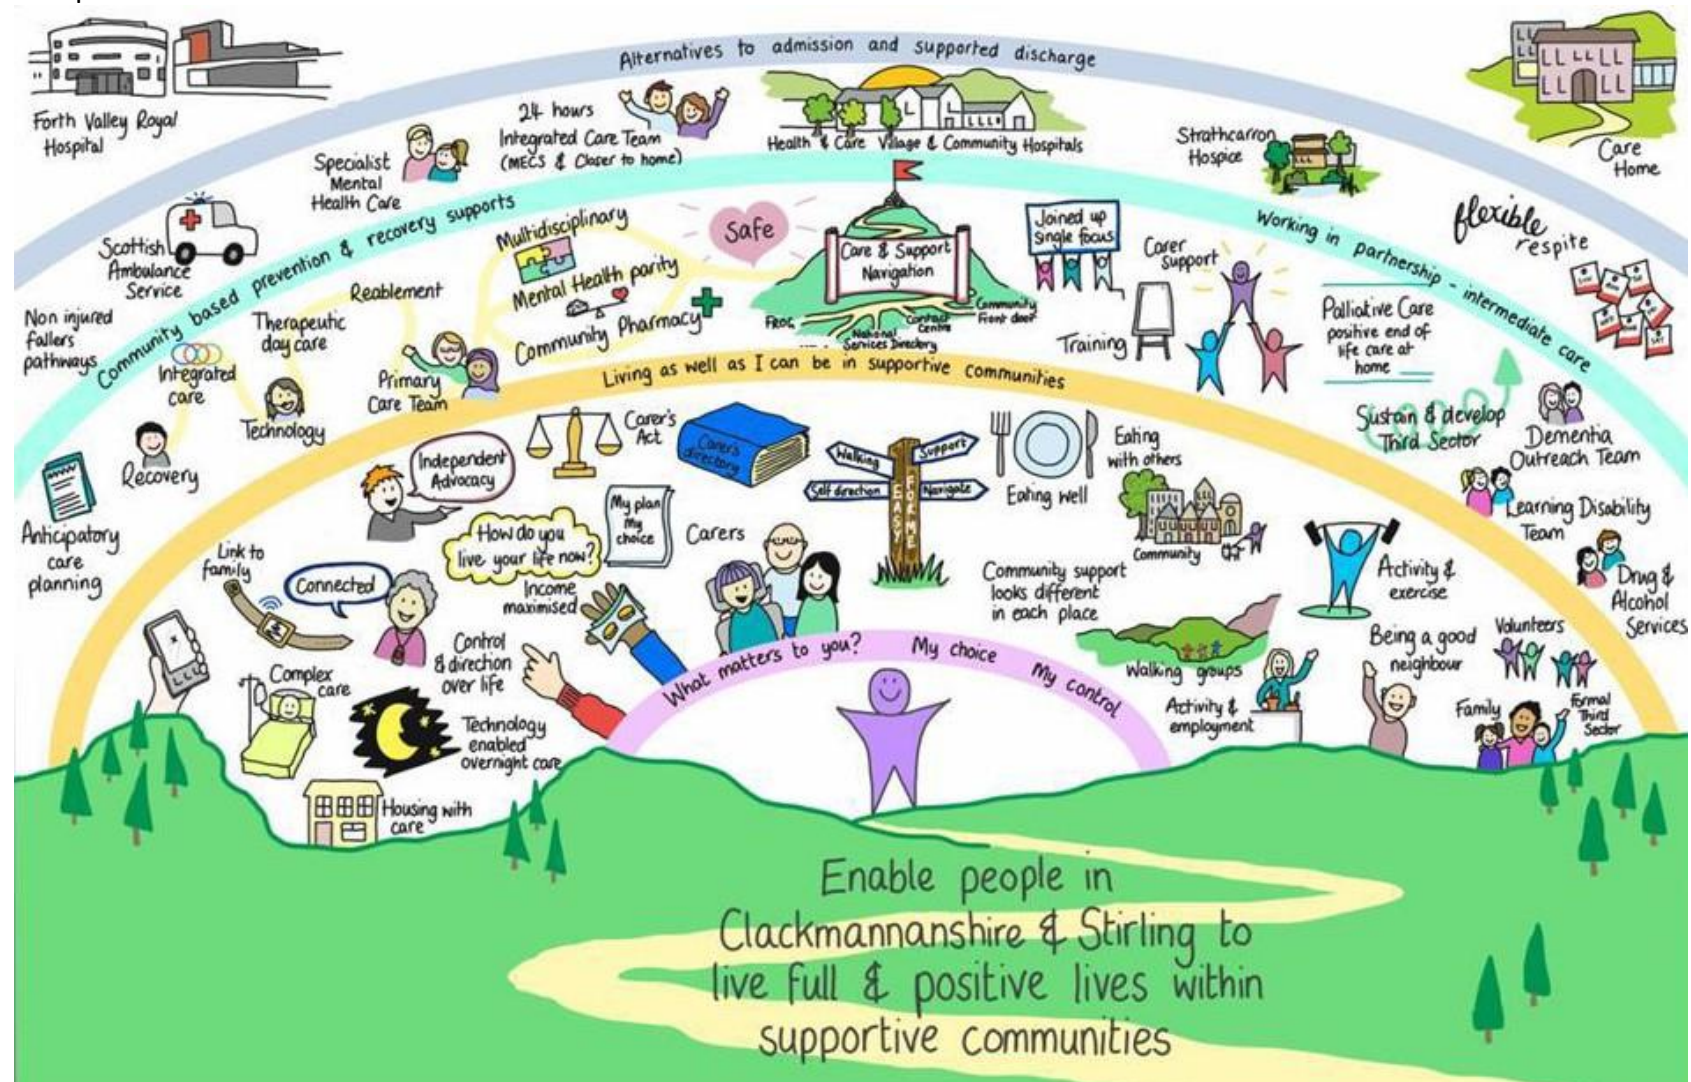 Alternatives to admission and supported discharge
Forth Valley Royal
Hospital
24 hours
Integrated Care Team
(MECS & Closer to home)
Health & Care Village & Community Hospitals
Strathcarron
Hospice
Care
Home
Specialist
Mental
Health Care
Scottish
Ambulance
Service
Non injured
fallers
pathways
flexible
respite
Community based prevention & recovery supports
Working in partnership - intermediate care
Multidisciplinary
Mental Health parity
Community Pharmacy
Safe
Care & Support
Navigation
FROG
National
Services Directory
Contact
Centre
Community
Front door
Joined up
single focus
Carer
support
Training
Palliative Care
positive end of
life care at
home
Reablement
Therapeutic
day care
Integrated
care
Technology
Primary
Care Team
Recovery
Anticipatory
care
planning
Sustain & develop
Third Sector
Dementia
Outreach Team
Learning Disability
Team
Drug &
Alcohol
Services
Living as well as I can be in supportive communities
Independent
Advocacy
Carer's
Act
Carers
directory
Walking
Support
Self direction
Navigate
EASY
FOR ME
Eating well
Eating
with others
Community
How do you
live your life now?
My plan
My
choice
Carers
Link to
family
Connected
Income
maximised
Control
& direction
over life
Complex
care
Technology
enabled
overnight care
Housing with
care
Community support
looks different
in each place
Activity &
exercise
Walking groups
Activity &
employment
Being a good
neighbour
Volunteers
Family
Formal
Third
Sector
What matters to you? My choice My control
Enable people in
Clackmannanshire & Stirling to
live full & positive lives within
supportive communities